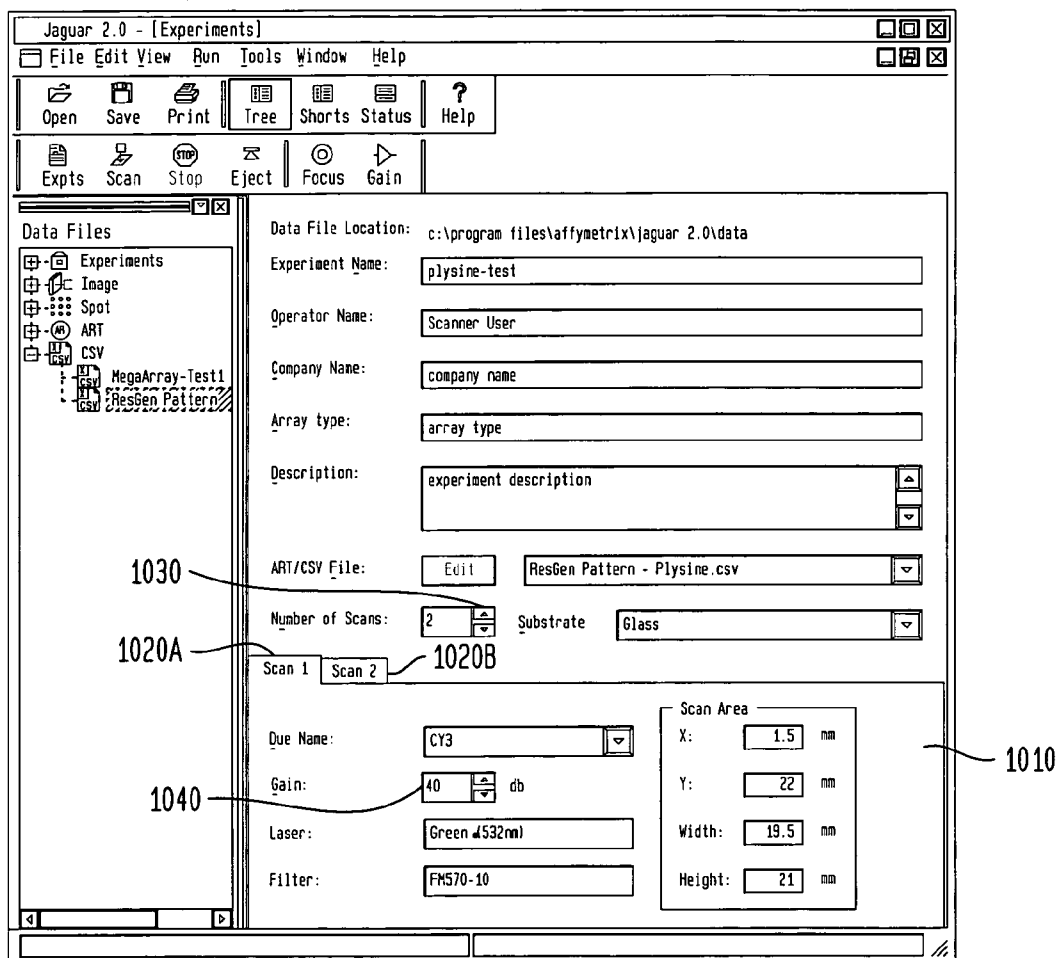 Jaguar 2.0 - [Experiments]
File Edit View Run Tools Window Help
Open Save Print Tree Shorts Status ? Help
STOP
Expts Scan Stop Eject Focus Gain
Data Files
Experiments
Image
Spot
AR ART
CSV CSV
CSV MegaArray-Test1
CSV ResGen Pattern
Data File Location: c:\program files\affymetrix\jaguar 2.0\data
Experiment Name: plysine-test
Operator Name: Scanner User
Company Name: company name
Array type: array type
Description: experiment description
ART/CSV File: Edit ResGen Pattern - Plysine.csv
1030
Number of Scans: 2 Substrate Glass
1020A Scan 1 Scan 2 1020B
Scan Area
Due Name: CY3 X: 1.5 mm
1010
Gain: 40 db Y: 22 mm
1040
Laser: Green d(532nm) Width: 19.5 mm
Filter: FM570-10 Height: 21 mm